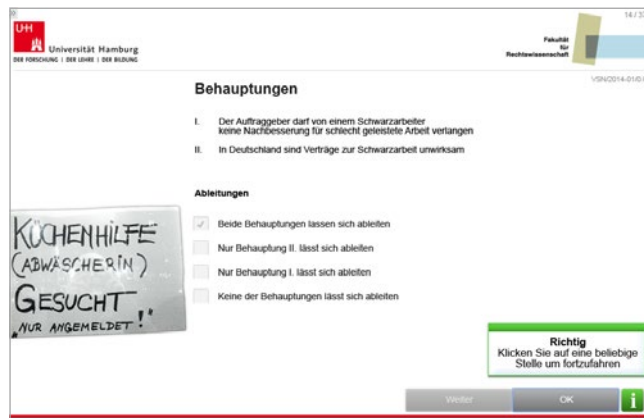 14 / 33
UH
Universität Hamburg
DER FORSCHUNG | DER LEHRE | DER BILDUNG
Fakultät
für
Rechtswissenschaft
VSN/2014-01/0.
Behauptungen
I. Der Auftraggeber darf von einem Schwarzarbeiter
keine Nachbesserung für schlecht geleistete Arbeit verlangen
II. In Deutschland sind Verträge zur Schwarzarbeit unwirksam
Ableitungen
Beide Behauptungen lassen sich ableiten
Nur Behauptung II. lässt sich ableiten
Nur Behauptung I. lässt sich ableiten
Keine der Behauptungen lässt sich ableiten
KÜCHENHILFE
(ABWÄSCHERIN)
GESUCHT
"NUR ANGEMELDET!"
Richtig
Klicken Sie auf eine beliebige
Stelle um fortzufahren
Weiter
OK
i